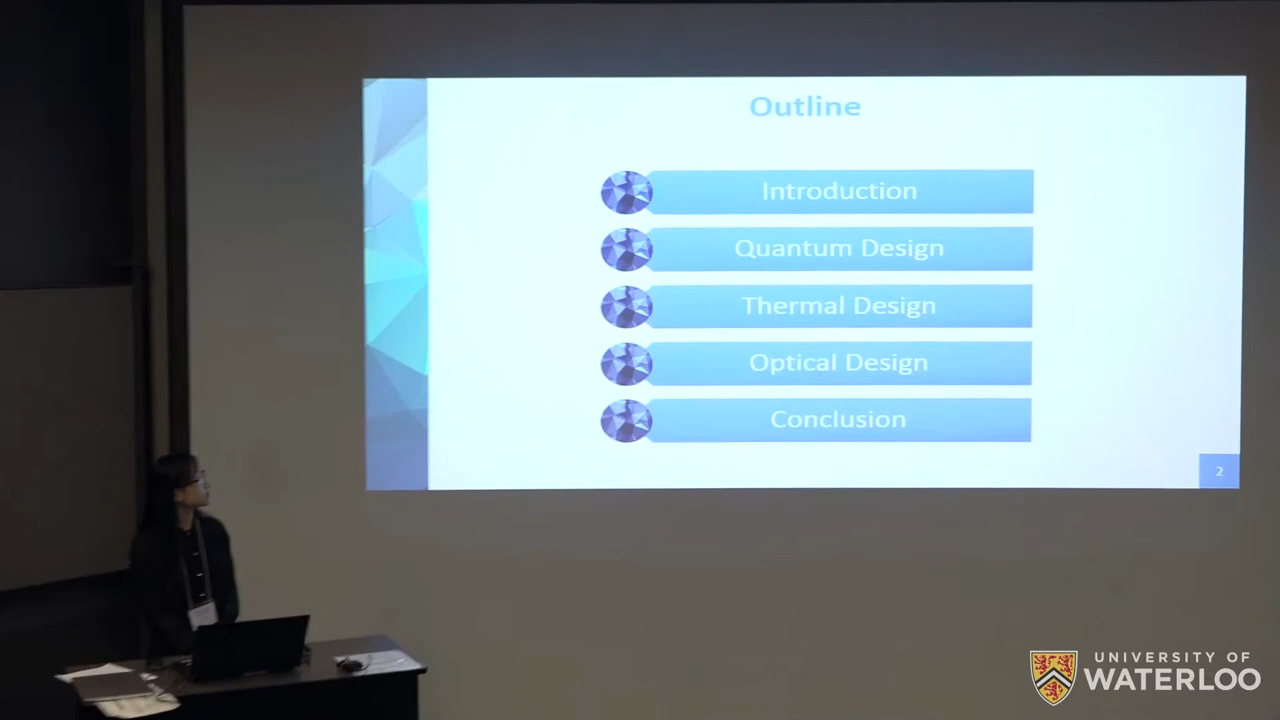 Outline
Introduction
Quantum Design
Thermal Design
Optical Design
Conclusion
2
UNIVERSITY OF
WATERLOO